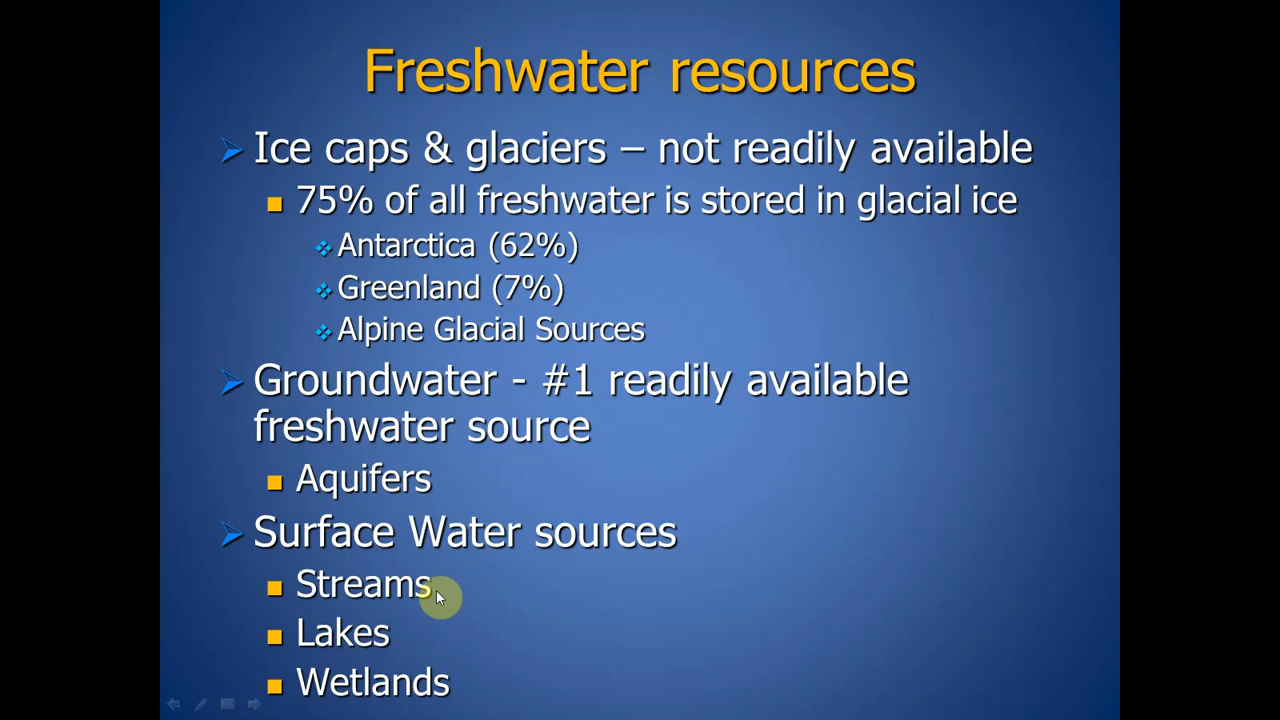 Freshwater resources
Ice caps & glaciers – not readily available
75% of all freshwater is stored in glacial ice
Antarctica (62%)
Greenland (7%)
Alpine Glacial Sources
Groundwater - #1 readily available
freshwater source
Aquifers
Surface Water sources
Streams
Lakes
Wetlands